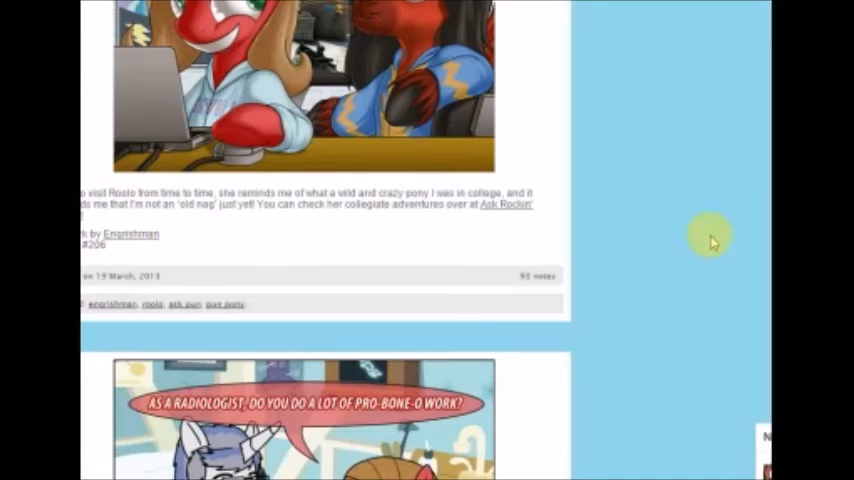 o visit Roolo from time to time, she reminds me of what a wild and crazy pony I was in college, and it
ds me that I'm not an 'old nag' just yet! You can check her collegiate adventures over at Ask Rockin'
k by Engrishman
#206
on 19 March, 2013
90 notes
engrishman, roolo, ask pun, pun pony.
AS A RADIOLOGIST, DO YOU DO A LOT OF PRO-BONE-O WORK?
N